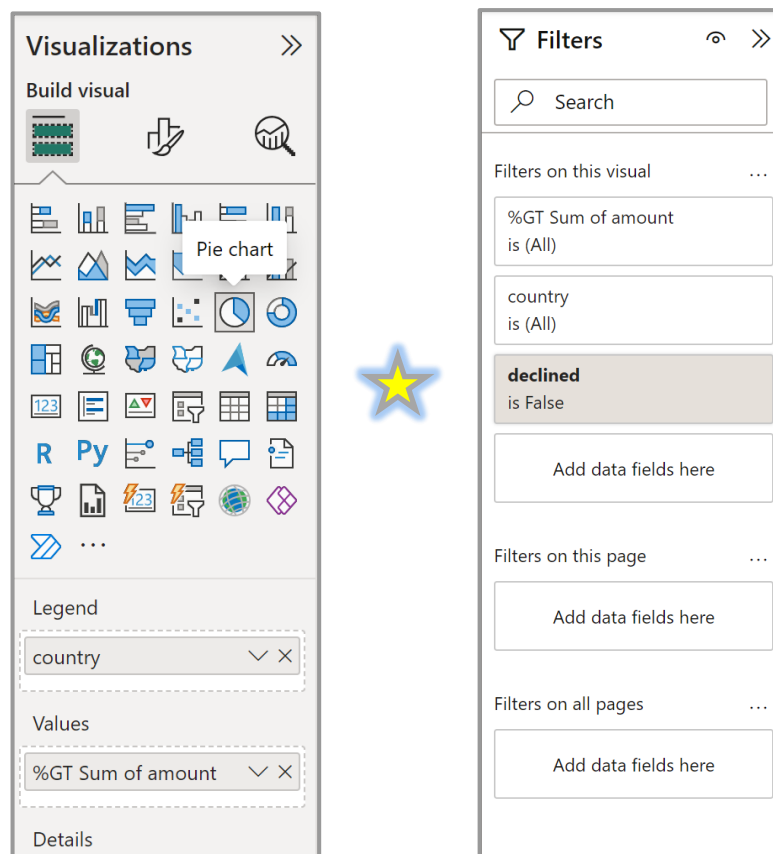 Visualizations
Build visual
Pie chart
123
R Py
123
...
Legend
country
Values
%GT Sum of amount
Details
Filters
Search
Filters on this visual ...
%GT Sum of amount
is (All)
country
is (All)
declined
is False
Add data fields here
Filters on this page ...
Add data fields here
Filters on all pages ...
Add data fields here